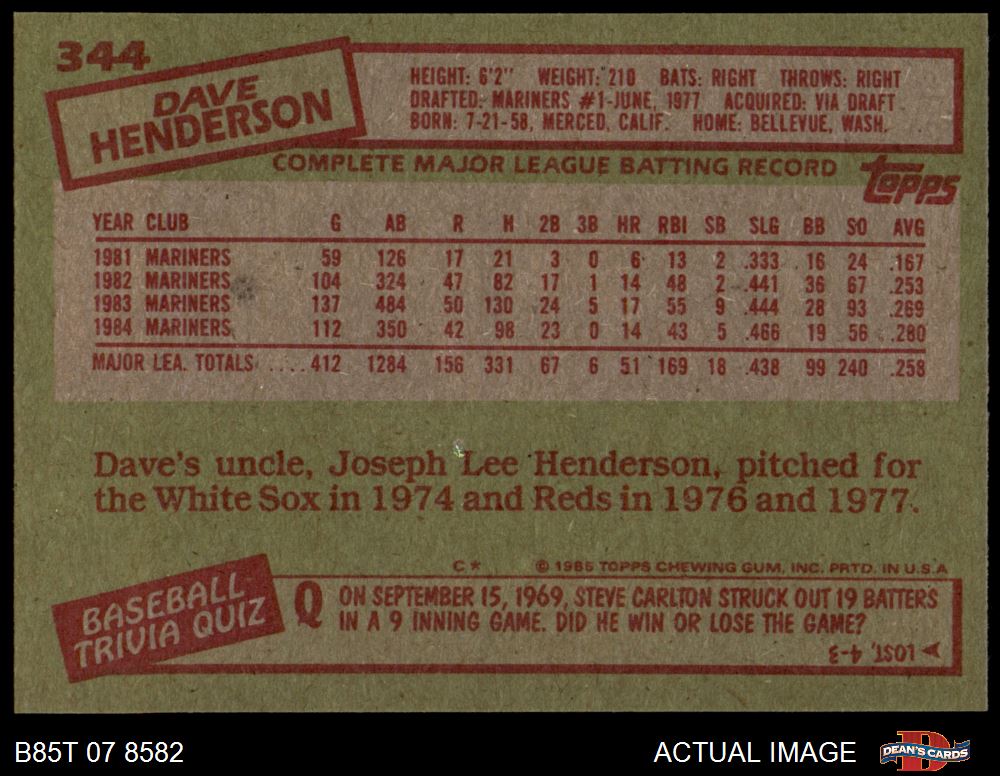 344
DAVE
HENDERSON
HEIGHT: 6'2" WEIGHT: 210 BATS: RIGHT THROWS: RIGHT
DRAFTED: MARINERS #1-JUNE, 1977 ACQUIRED: VIA DRAFT
BORN: 7-21-58, MERCED, CALIF. HOME: BELLEVUE, WASH.
COMPLETE MAJOR LEAGUE BATTING RECORD
topps
YEAR CLUB G AB R H 2B 3B HR RBI SB SLG BB SO AVG
1981 MARINERS 59 126 17 21 3 0 6 13 2 .333 16 24 .167
1982 MARINERS 104 324 47 82 17 1 14 48 2 .441 36 67 .253
1983 MARINERS 137 484 50 130 24 5 17 55 9 .444 28 93 .269
1984 MARINERS 112 350 42 98 23 0 14 43 5 .466 19 56 .280
MAJOR LEA. TOTALS ....412 1284 156 331 67 6 51 169 18 .438 99 240 .258
Dave's uncle, Joseph Lee Henderson, pitched for
the White Sox in 1974 and Reds in 1976 and 1977.
C* © 1985 TOPPS CHEWING GUM, INC. PRTD. IN U.S.A
BASEBALL
TRIVIA QUIZ
Q ON SEPTEMBER 15, 1969, STEVE CARLTON STRUCK OUT 19 BATTERS
IN A 9 INNING GAME. DID HE WIN OR LOSE THE GAME?
A LOST, 4-3
B85T 07 8582
ACTUAL IMAGE
D
DEAN'S CARDS